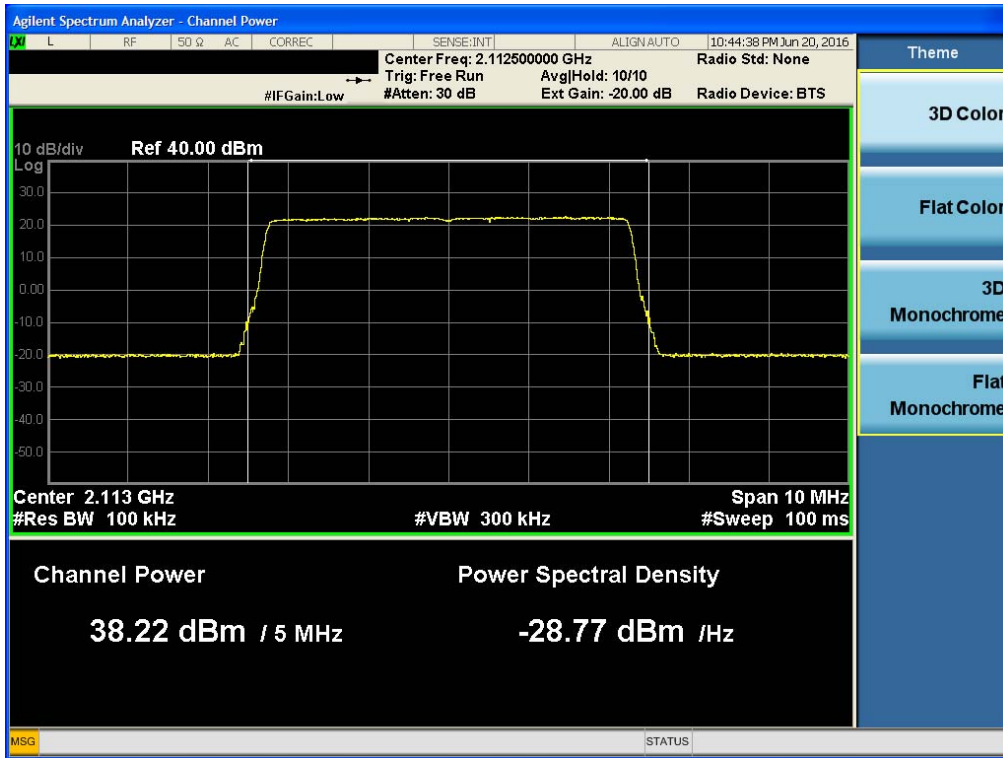 Agilent Spectrum Analyzer - Channel Power
LXI L RF 50 Ω AC CORREC SENSE:INT ALIGN AUTO 10:44:38 PM Jun 20, 2016
Center Freq: 2.112500000 GHz Radio Std: None
Trig: Free Run Avg|Hold: 10/10
#IFGain:Low #Atten: 30 dB Ext Gain: -20.00 dB Radio Device: BTS
10 dB/div Ref 40.00 dBm
Log
30.0
20.0
10.0
0.00
-10.0
-20.0
-30.0
-40.0
-50.0
Center 2.113 GHz Span 10 MHz
#Res BW 100 kHz #VBW 300 kHz #Sweep 100 ms
Channel Power Power Spectral Density
38.22 dBm / 5 MHz -28.77 dBm /Hz
MSG STATUS
Theme
3D Color
Flat Color
3D
Monochrome
Flat
Monochrome